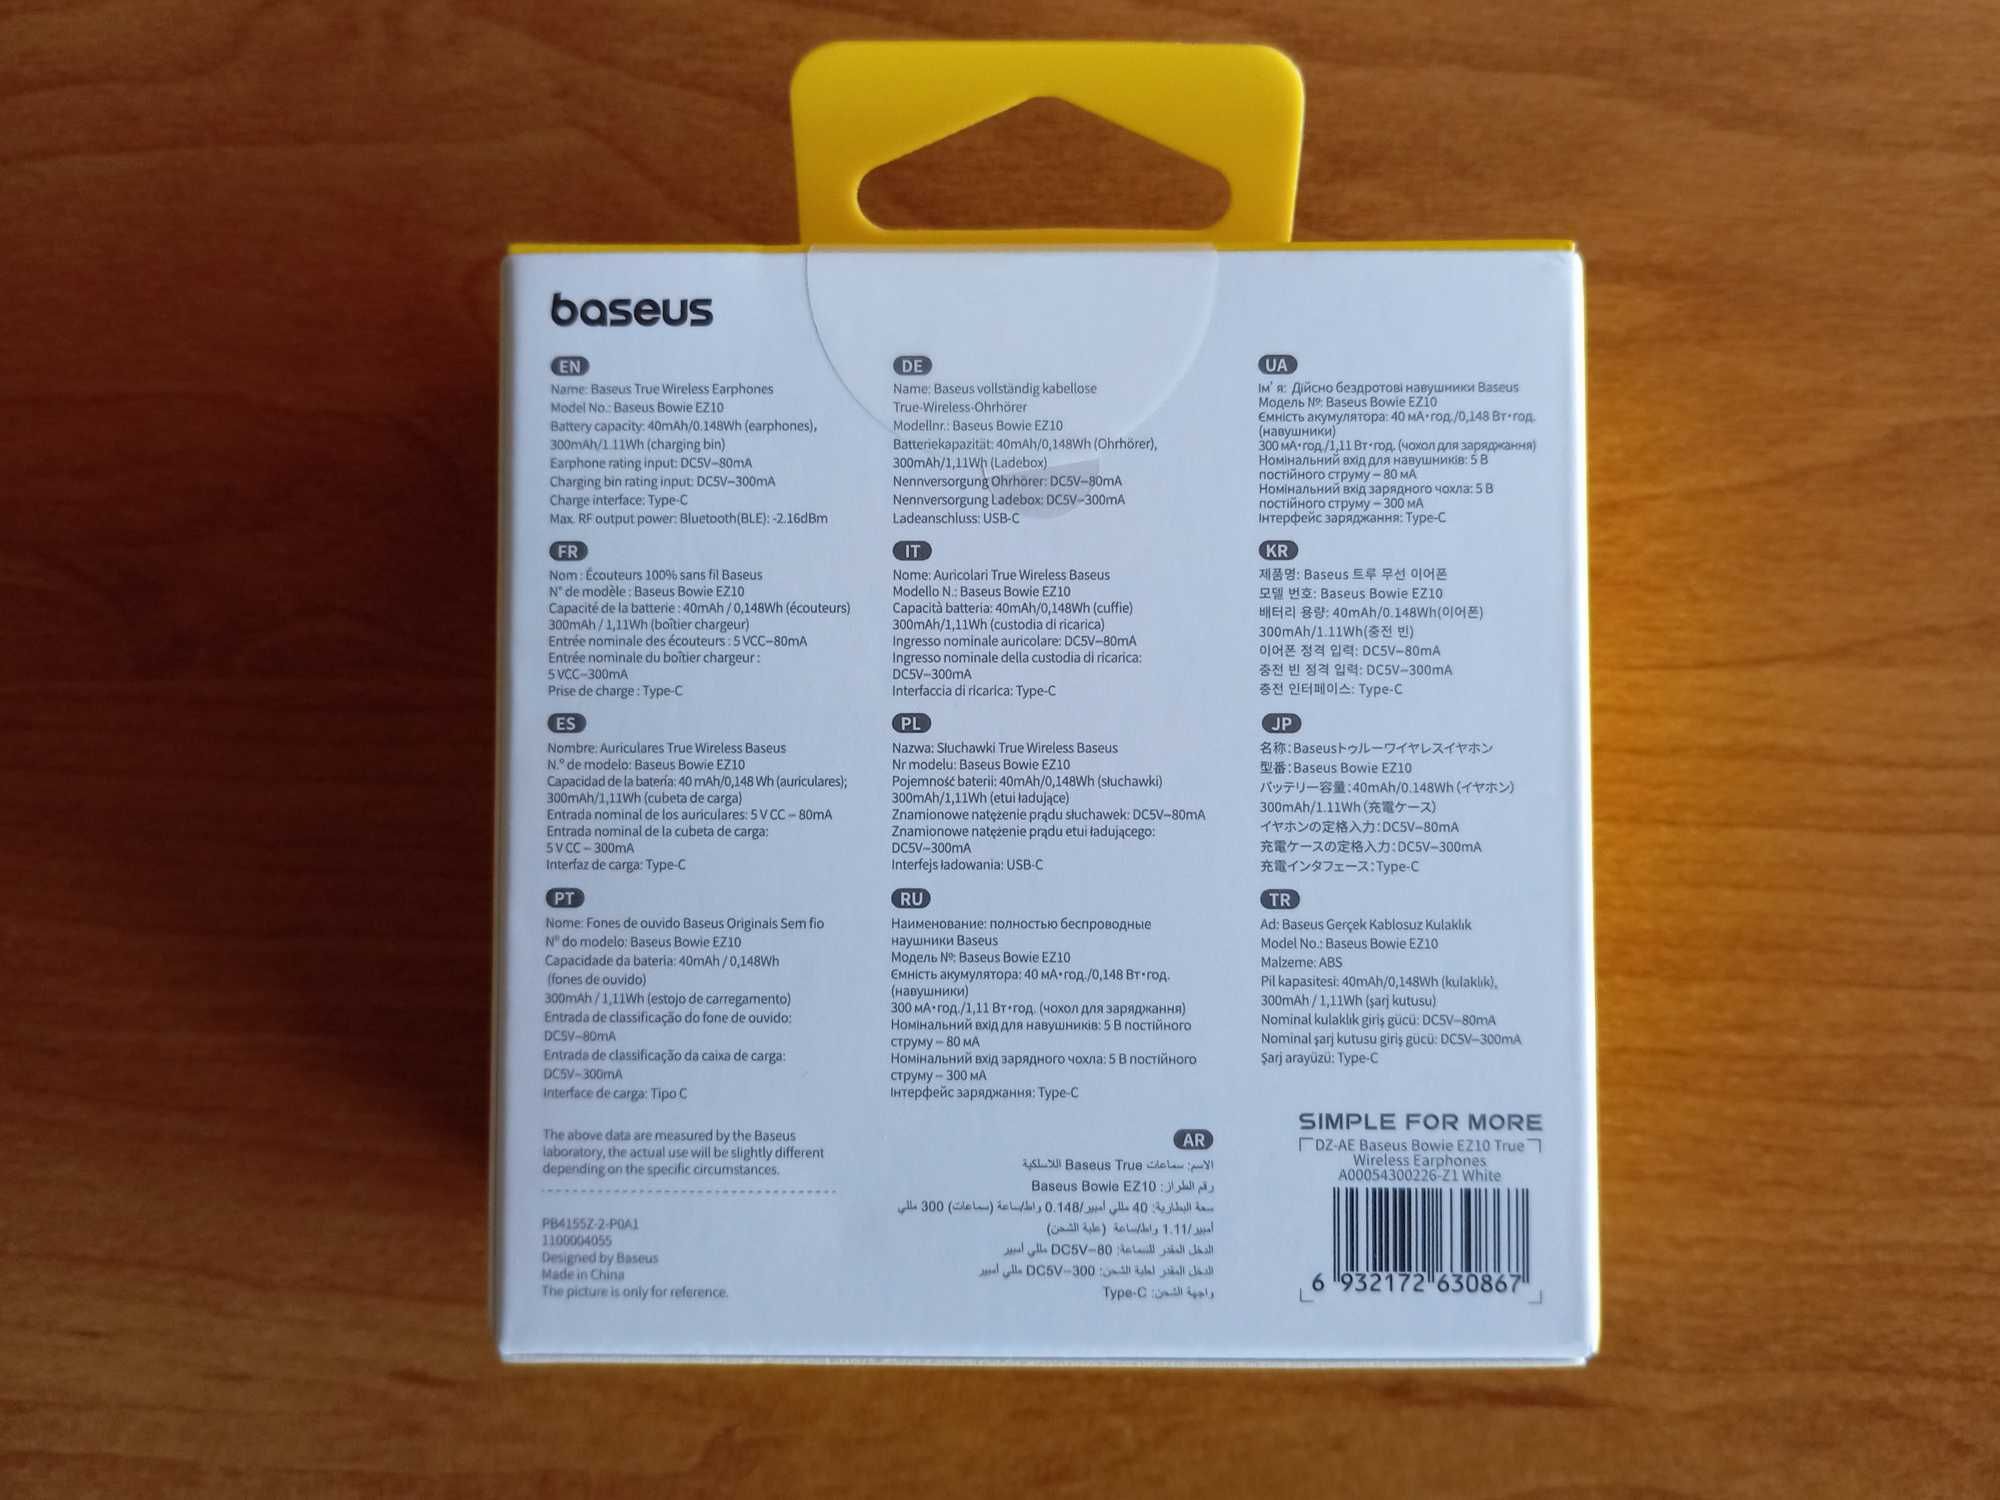 baseus
EN
Name: Baseus True Wireless Earphones
Model No.: Baseus Bowie EZ10
Battery capacity: 40mAh/0.148Wh (earphones),
300mAh/1.11Wh (charging bin)
Earphone rating input: DC5V⎓80mA
Charging bin rating input: DC5V⎓300mA
Charge interface: Type-C
Max. RF output power: Bluetooth(BLE): -2.16dBm
FR
Nom : Écouteurs 100% sans fil Baseus
N° de modèle : Baseus Bowie EZ10
Capacité de la batterie : 40mAh / 0,148Wh (écouteurs)
300mAh / 1,11Wh (boîtier chargeur)
Entrée nominale des écouteurs : 5 VCC⎓80mA
Entrée nominale du boîtier chargeur :
5 VCC⎓300mA
Prise de charge : Type-C
ES
Nombre: Auriculares True Wireless Baseus
N.º de modelo: Baseus Bowie EZ10
Capacidad de la batería: 40 mAh/0,148 Wh (auriculares);
300mAh/1,11Wh (cubeta de carga)
Entrada nominal de los auriculares: 5 V CC ⎓ 80mA
Entrada nominal de la cubeta de carga:
5 V CC ⎓ 300mA
Interfaz de carga: Type-C
PT
Nome: Fones de ouvido Baseus Originais Sem fio
Nº do modelo: Baseus Bowie EZ10
Capacidade da bateria: 40mAh / 0,148Wh
(fones de ouvido)
300mAh / 1,11Wh (estojo de carregamento)
Entrada de classificação do fone de ouvido:
DC5V⎓80mA
Entrada de classificação da caixa de carga:
DC5V⎓300mA
Interface de carga: Tipo C
The above data are measured by the Baseus
laboratory, the actual use will be slightly different
depending on the specific circumstances.
PB4155Z-2-P0A1
1100004055
Designed by Baseus
Made in China
The picture is only for reference.
DE
Name: Baseus vollständig kabellose
True-Wireless-Ohrhörer
Modellnr.: Baseus Bowie EZ10
Batteriekapazität: 40mAh/0,148Wh (Ohrhörer),
300mAh/1,11Wh (Ladebox)
Nennversorgung Ohrhörer: DC5V⎓80mA
Nennversorgung Ladebox: DC5V⎓300mA
Ladeanschluss: USB-C
IT
Nome: Auricolari True Wireless Baseus
Modello N.: Baseus Bowie EZ10
Capacità batteria: 40mAh/0,148Wh (cuffie)
300mAh/1,11Wh (custodia di ricarica)
Ingresso nominale auricolare: DC5V⎓80mA
Ingresso nominale della custodia di ricarica:
DC5V⎓300mA
Interfaccia di ricarica: Type-C
PL
Nazwa: Słuchawki True Wireless Baseus
Nr modelu: Baseus Bowie EZ10
Pojemność baterii: 40mAh/0,148Wh (słuchawki)
300mAh/1,11Wh (etui ładujące)
Znamionowe natężenie prądu słuchawek: DC5V⎓80mA
Znamionowe natężenie prądu etui ładującego:
DC5V⎓300mA
Interfejs ładowania: USB-C
RU
Наименование: полностью беспроводные
наушники Baseus
Модель №: Baseus Bowie EZ10
Ємність акумулятора: 40 мА•год./0,148 Вт•год.
(навушники)
300 мА•год./1,11 Вт•год. (чохол для заряджання)
Номінальний вхід для навушників: 5 В постійного
струму ⎓ 80 мА
Номінальний вхід зарядного чохла: 5 В постійного
струму ⎓ 300 мА
Інтерфейс заряджання: Type-C
AR
الاسم: سماعات Baseus True اللاسلكية
رقم الطراز: Baseus Bowie EZ10
سعة البطارية: 40 مللي أمبير/0.148 واط/ساعة (سماعات) 300 مللي
أمبير/1.11 واط/ساعة (علبة الشحن)
الدخل المقدر للسماعة: DC5V⎓80 مللي أمبير
الدخل المقدر لعلبة الشحن: DC5V⎓300 مللي أمبير
واجهة الشحن: Type-C
UA
Ім' я: Дійсно бездротові навушники Baseus
Модель №: Baseus Bowie EZ10
Ємність акумулятора: 40 мА•год./0,148 Вт•год.
(навушники)
300 мА•год./1,11 Вт•год. (чохол для заряджання)
Номінальний вхід для навушників: 5 В
постійного струму ⎓ 80 мА
Номінальний вхід зарядного чохла: 5 В
постійного струму ⎓ 300 мА
Інтерфейс заряджання: Type-C
KR
제품명: Baseus 트루 무선 이어폰
모델 번호: Baseus Bowie EZ10
배터리 용량: 40mAh/0.148Wh(이어폰)
300mAh/1.11Wh(충전 빈)
이어폰 정격 입력: DC5V⎓80mA
충전 빈 정격 입력: DC5V⎓300mA
충전 인터페이스: Type-C
JP
名称：Baseusトゥルーワイヤレスイヤホン
型番：Baseus Bowie EZ10
バッテリー容量：40mAh/0.148Wh（イヤホン）
300mAh/1.11Wh（充電ケース）
イヤホンの定格入力：DC5V⎓80mA
充電ケースの定格入力：DC5V⎓300mA
充電インタフェース：Type-C
TR
Ad: Baseus Gerçek Kablosuz Kulaklık
Model No.: Baseus Bowie EZ10
Malzeme: ABS
Pil kapasitesi: 40mAh/0,148Wh (kulaklık),
300mAh / 1,11Wh (şarj kutusu)
Nominal kulaklık giriş gücü: DC5V⎓80mA
Nominal şarj kutusu giriş gücü: DC5V⎓300mA
Şarj arayüzü: Type-C
SIMPLE FOR MORE
DZ-AE Baseus Bowie EZ10 True
Wireless Earphones
A00054300226-Z1 White
6 932172 630867